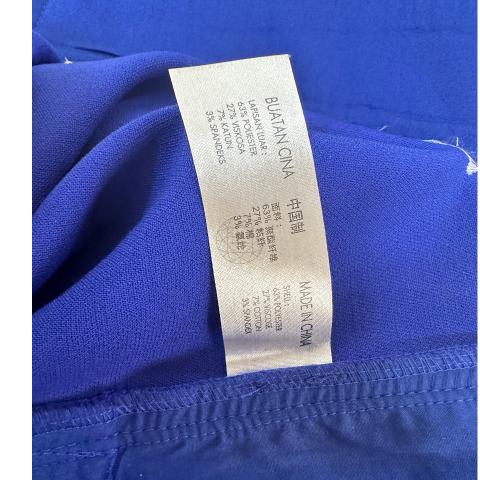 BUATAN CINA
LAPISAN LUAR :
63% POLIESTER
27% VISKOSA
7% KATUN
3% SPANDEKS
中国制
面料 :
63% 聚酯纤维
27% 粘纤
7% 棉
3% 氨纶
MADE IN CHINA
SHELL :
63% POLYESTER
27% VISCOSE
7% COTTON
3% SPANDEX